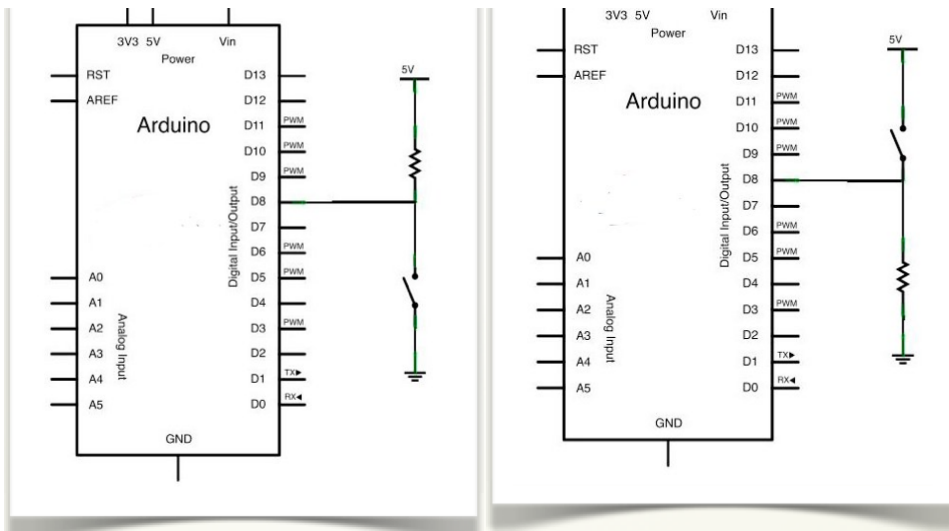 3V3 5V Vin
Power
RST
AREF
Arduino
D13
D12
D11 PWM
D10 PWM
D9 PWM
D8
D7
D6 PWM
D5 PWM
D4
D3 PWM
D2
D1 TX▶
D0 RX◀
Digital Input/Output
A0
A1
A2
A3
A4
A5
Analog Input
GND
5V
3V3 5V Vin
Power
RST
AREF
Arduino
D13
D12
D11 PWM
D10 PWM
D9 PWM
D8
D7
D6 PWM
D5 PWM
D4
D3 PWM
D2
D1 TX▶
D0 RX◀
Digital Input/Output
A0
A1
A2
A3
A4
A5
Analog Input
GND
5V